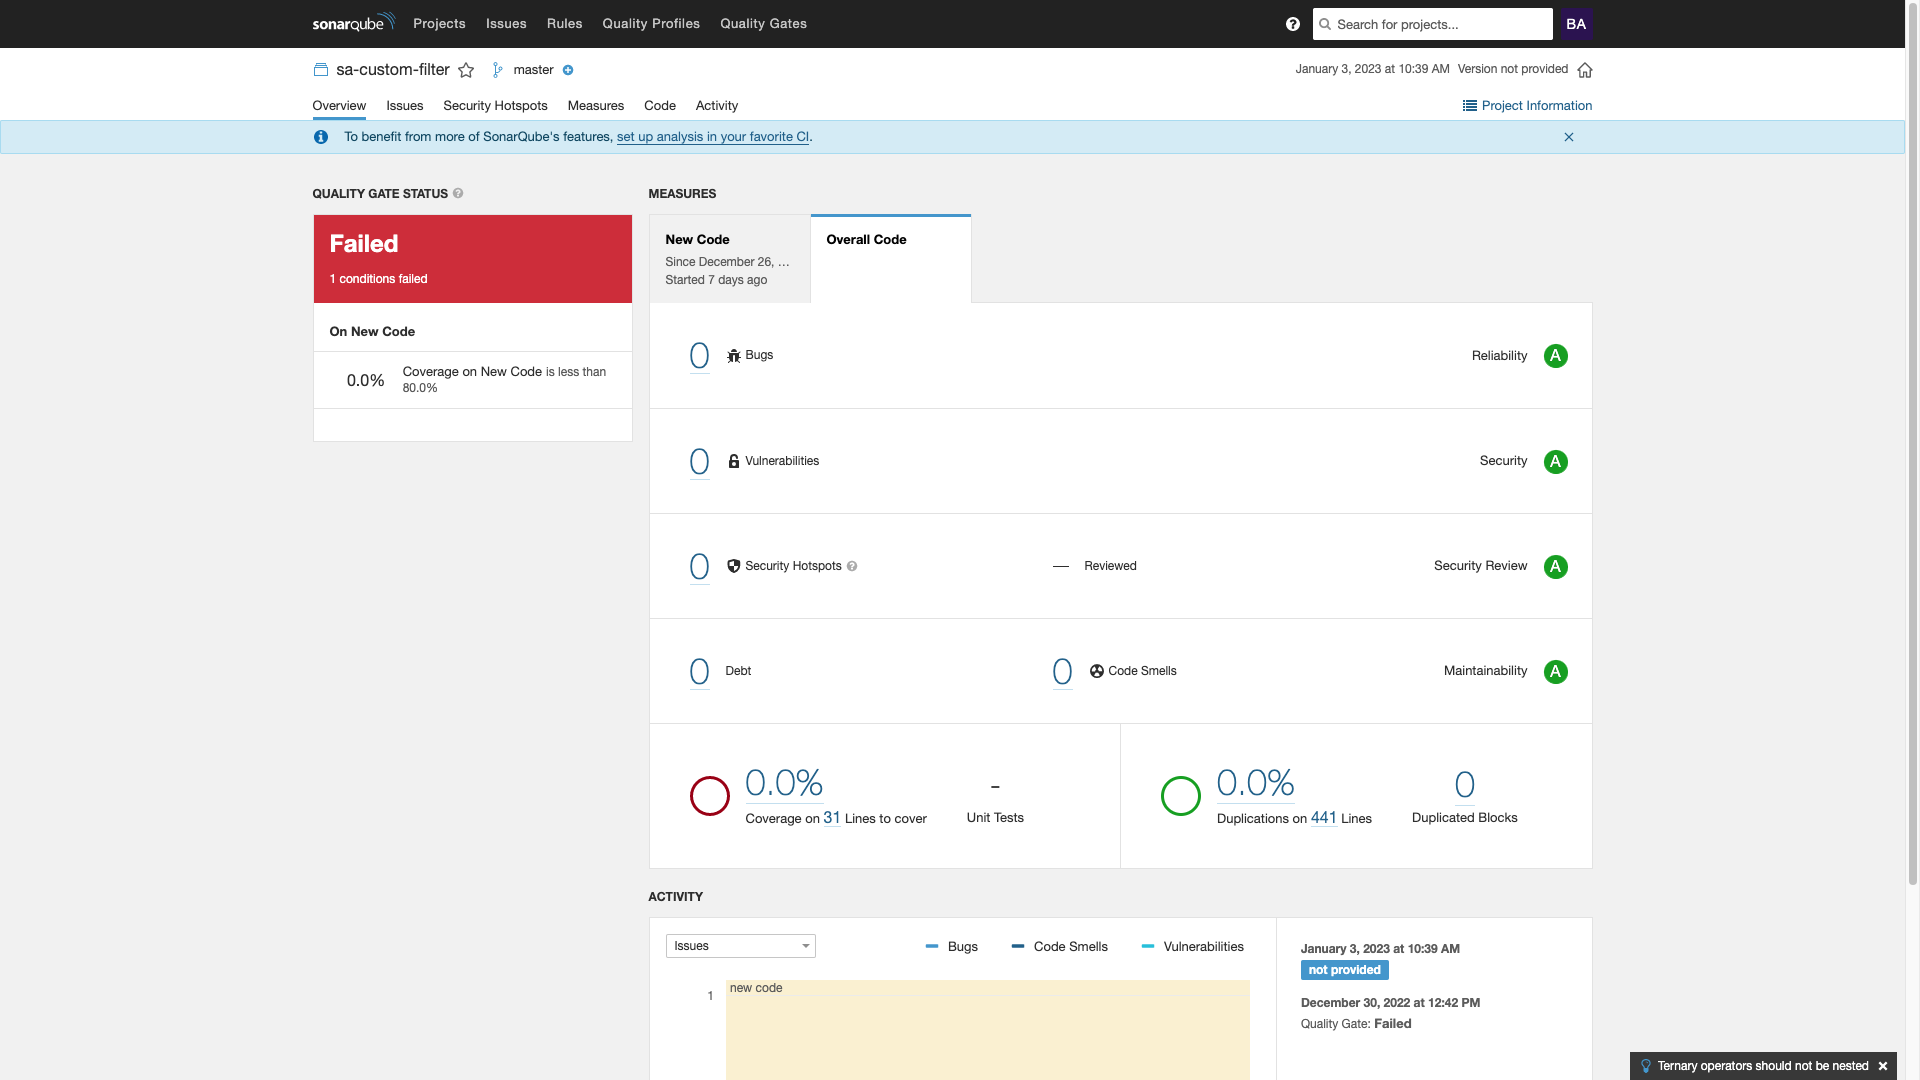 sonarqube Projects Issues Rules Quality Profiles Quality Gates ? Search for projects... BA
sa-custom-filter master January 3, 2023 at 10:39 AM Version not provided
Overview Issues Security Hotspots Measures Code Activity Project Information
To benefit from more of SonarQube's features, set up analysis in your favorite CI.
QUALITY GATE STATUS ?
Failed
1 conditions failed
On New Code
0.0% Coverage on New Code is less than
80.0%
MEASURES
New Code
Since December 26, …
Started 7 days ago
Overall Code
0 Bugs Reliability A
0 Vulnerabilities Security A
0 Security Hotspots ? — Reviewed Security Review A
0 Debt 0 Code Smells Maintainability A
0.0%
Coverage on 31 Lines to cover
-
Unit Tests
0.0%
Duplications on 441 Lines
0
Duplicated Blocks
ACTIVITY
Issues Bugs Code Smells Vulnerabilities
1 new code
January 3, 2023 at 10:39 AM
not provided
December 30, 2022 at 12:42 PM
Quality Gate: Failed
Ternary operators should not be nested